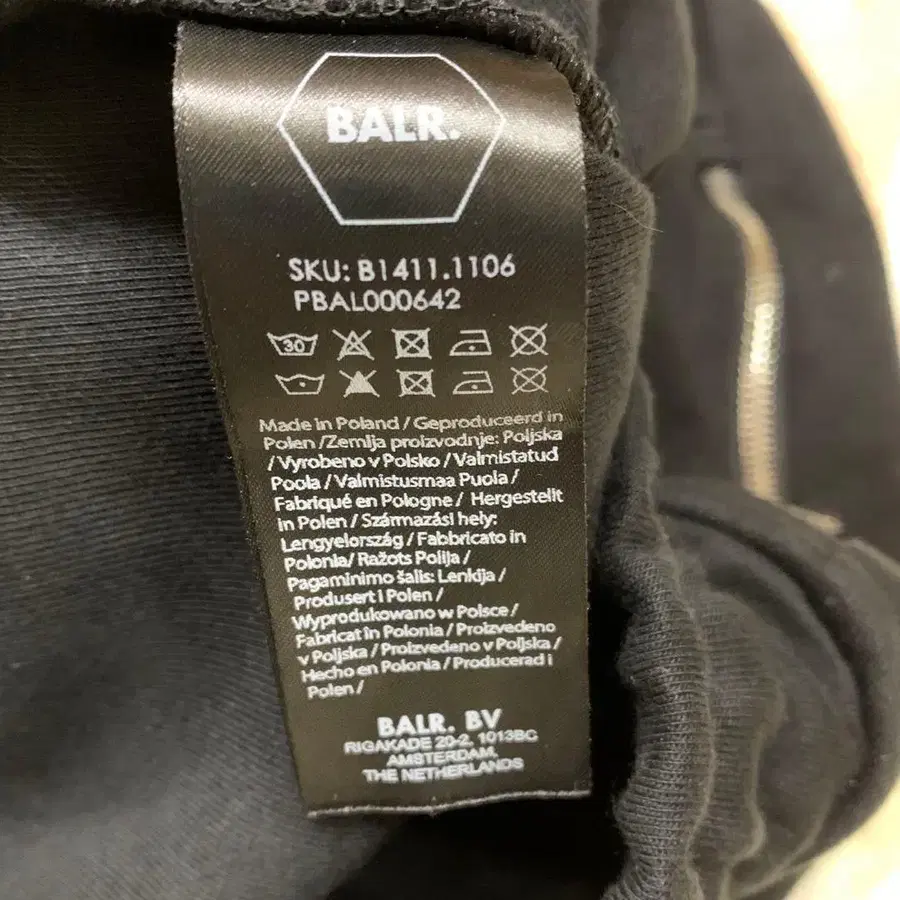 BALR.
SKU: B1411.1106
PBAL000642
30
Made in Poland / Geproduceerd in
Polen /Zemlja proizvodnje: Poljska
/ Vyrobeno v Polsko / Valmistatud
Poola / Valmistusmaa Puola /
Fabriqué en Pologne / Hergestellt
in Polen / Származási hely:
Lengyelország / Fabbricato in
Polonia/ Ražots Polija /
Pagaminimo šalis: Lenkija /
Produsert i Polen /
Wyprodukowano w Polsce /
Fabricat în Polonia / Proizvedeno
v Poljska / Proizvedeno v Poljska /
Hecho en Polonia / Producerad i
Polen /
BALR. BV
RIGAKADE 20-2, 1013BC
AMSTERDAM,
THE NETHERLANDS